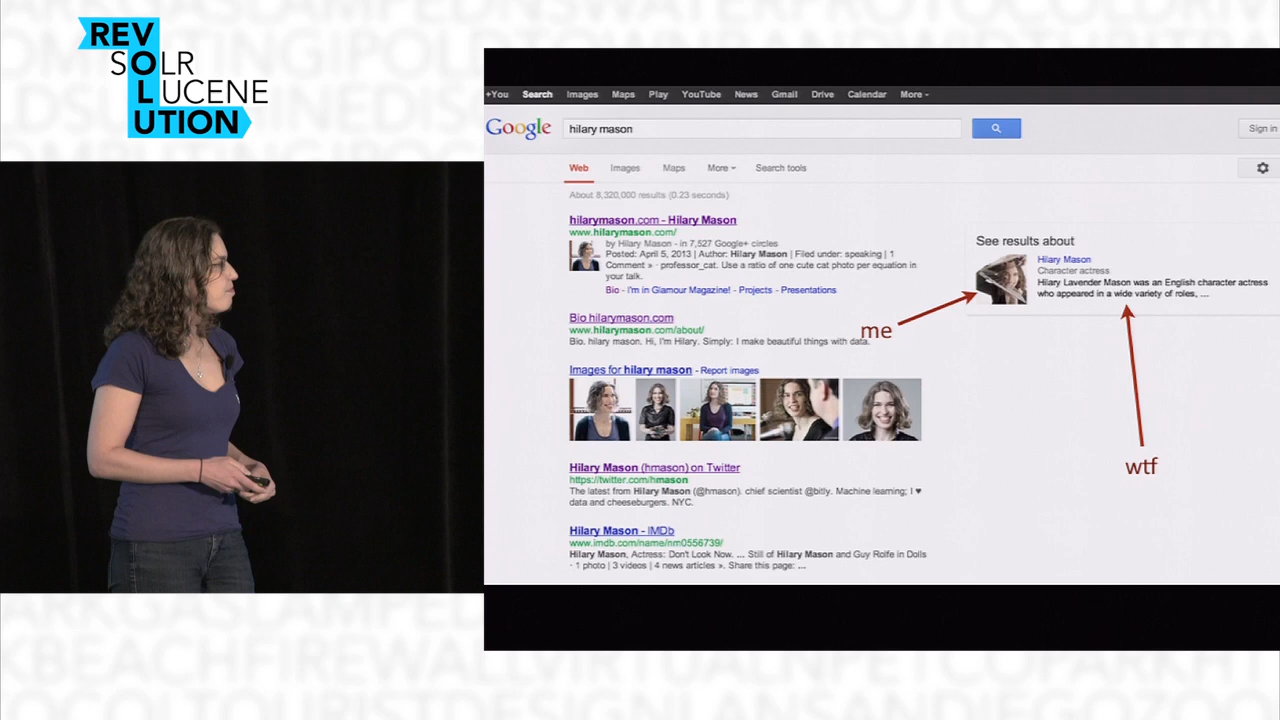 REV
SOLR
LUCENE
UTION
+You Search Images Maps Play YouTube News Gmail Drive Calendar More
Google hilary mason Sign in
Web Images Maps More Search tools
About 8,320,000 results (0.23 seconds)
hilarymason.com - Hilary Mason
www.hilarymason.com/
by Hilary Mason - in 7,527 Google+ circles
Posted: April 5, 2013 | Author: Hilary Mason | Filed under: speaking | 1
Comment » · professor_cat. Use a ratio of one cute cat photo per equation in
your talk.
Bio - I'm in Glamour Magazine! - Projects - Presentations
Bio hilarymason.com
www.hilarymason.com/about/
Bio. hilary mason. Hi, I'm Hilary. Simply: I make beautiful things with data.
Images for hilary mason - Report images
Hilary Mason (hmason) on Twitter
https://twitter.com/hmason
The latest from Hilary Mason (@hmason). chief scientist @bitly. Machine learning; I ♥
data and cheeseburgers. NYC.
Hilary Mason - IMDb
www.imdb.com/name/nm0556739/
Hilary Mason, Actress: Don't Look Now. ... Still of Hilary Mason and Guy Rolfe in Dolls
· 1 photo | 3 videos | 4 news articles ». Share this page: ...
See results about
Hilary Mason
Character actress
Hilary Lavender Mason was an English character actress
who appeared in a wide variety of roles, ...
me
wtf